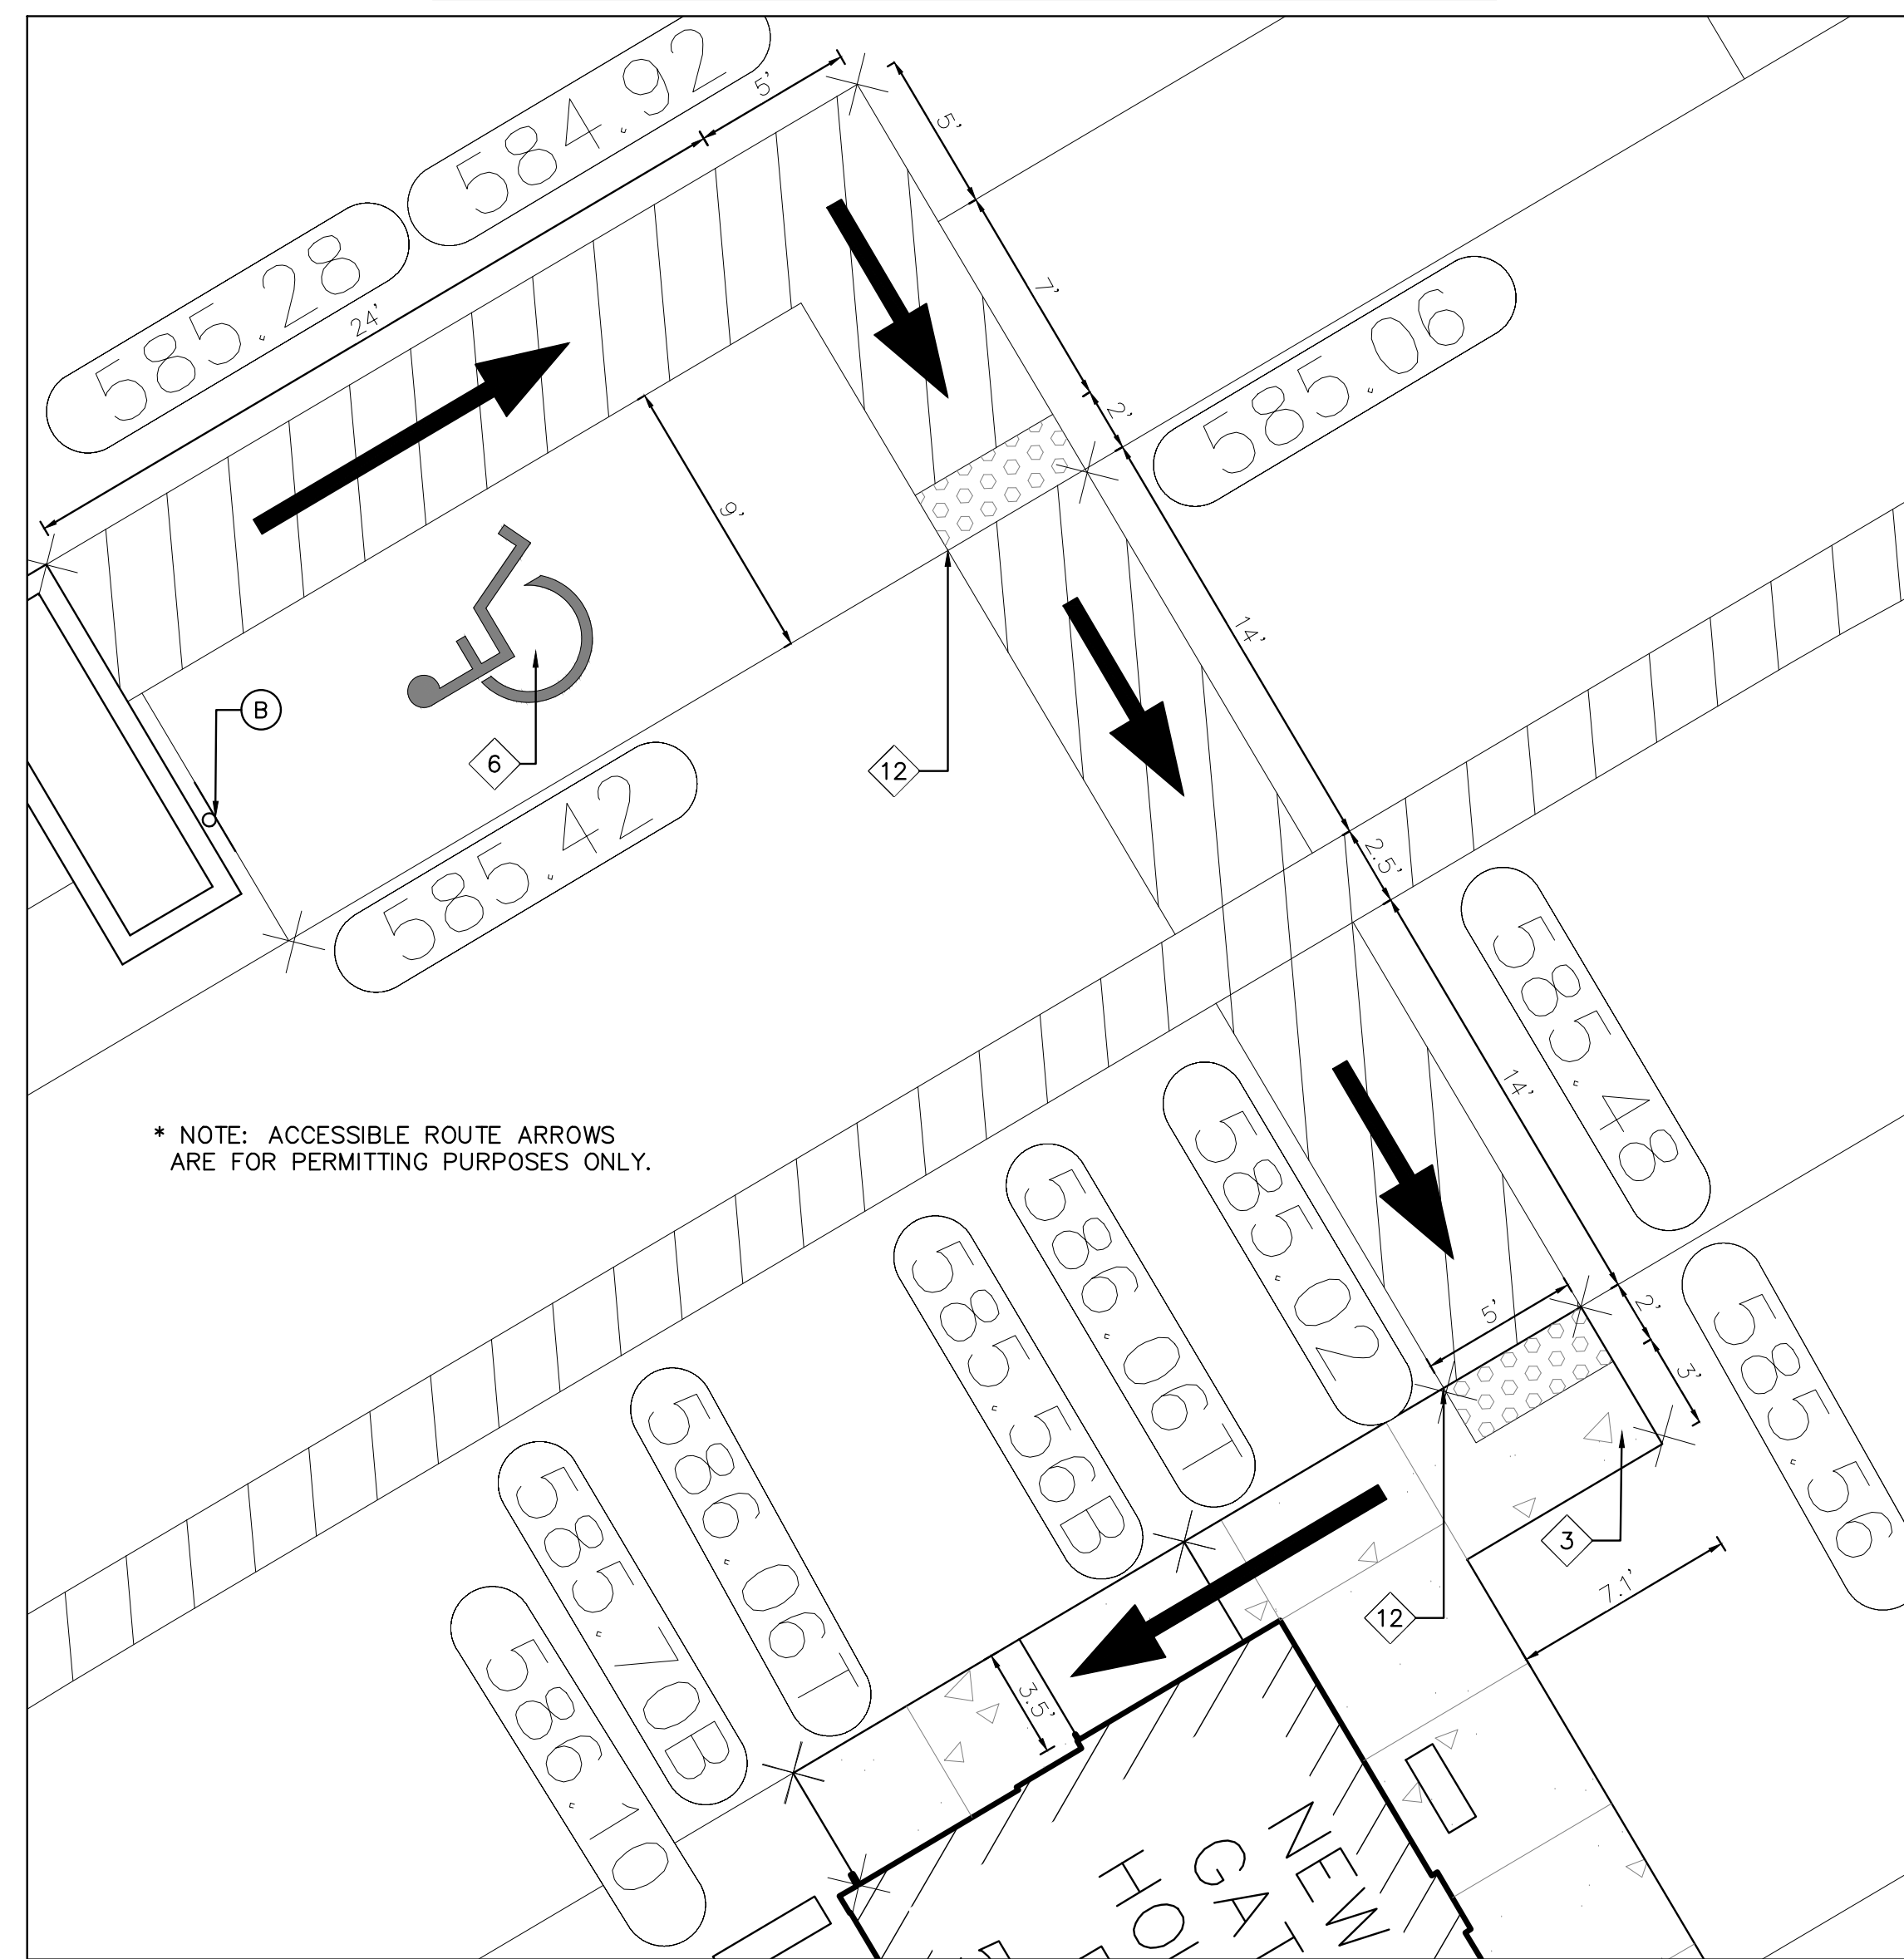 584.92
5'
5'
585.28
24'
7'
585.06
2'
9'
14'
B
6
12
585.42
2.5'
585.48
* NOTE: ACCESSIBLE ROUTE ARROWS
ARE FOR PERMITTING PURPOSES ONLY.
14'
585.02
586.06T
585.56B
5'
2'
3'
585.56
586.06T
585.70B
586.10
3
12
7.1'
3.5'
NEW
GAT
HO